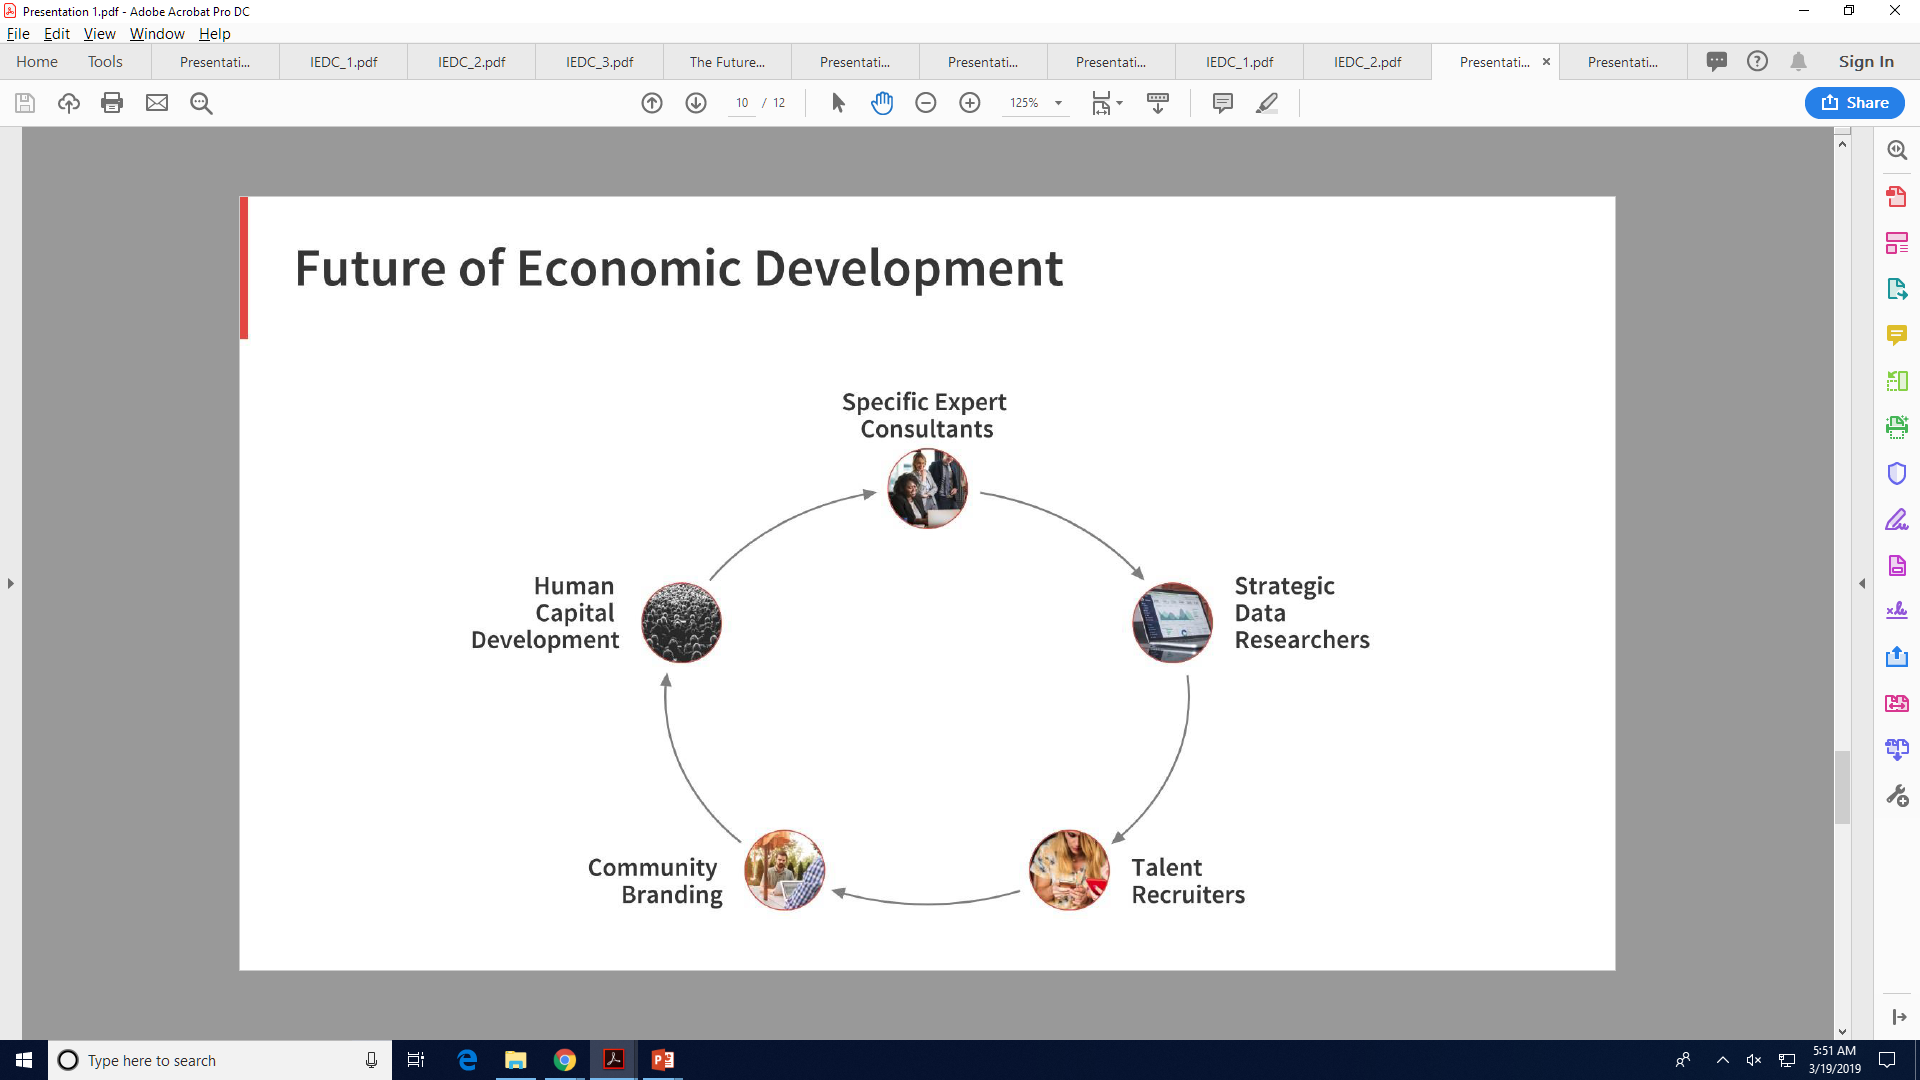 Presentation 1.pdf - Adobe Acrobat Pro DC
File Edit View Window Help
Home Tools Presentati... IEDC_1.pdf IEDC_2.pdf IEDC_3.pdf The Future... Presentati... Presentati... Presentati... IEDC_1.pdf IEDC_2.pdf Presentati... × Presentati... Sign In
10 / 12 125% Share
Future of Economic Development
Specific Expert
Consultants
Strategic
Data
Researchers
Talent
Recruiters
Community
Branding
Human
Capital
Development
Type here to search
5:51 AM
3/19/2019